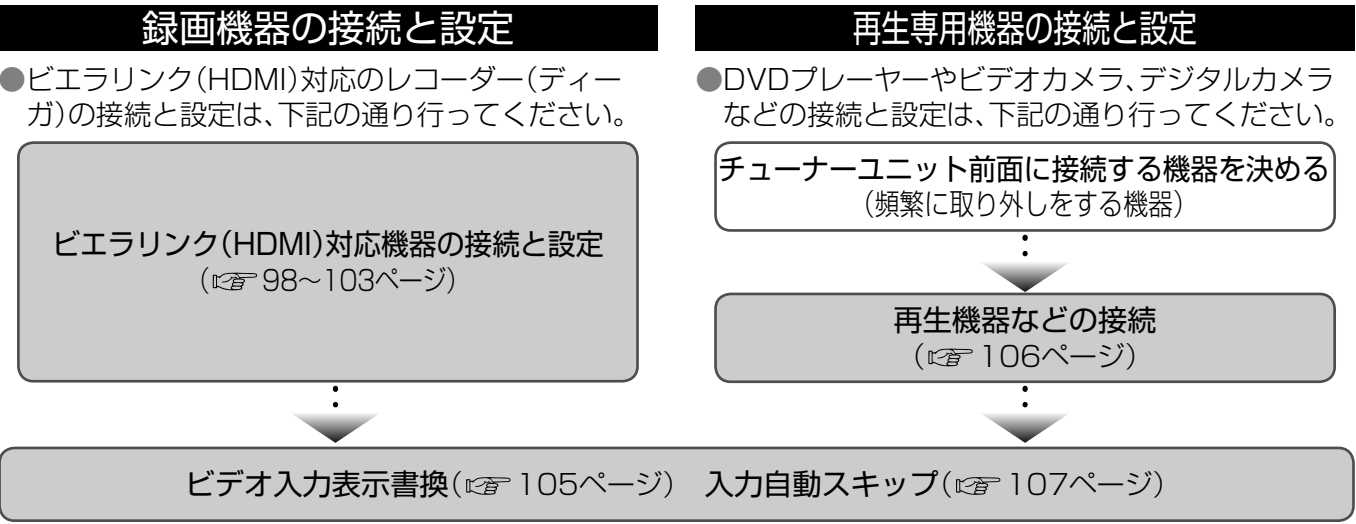 録画機器の接続と設定
●ビエラリンク(HDMI)対応のレコーダー(ディー
ガ)の接続と設定は、下記の通り行ってください。
ビエラリンク(HDMI)対応機器の接続と設定
(☞98～103ページ)
再生専用機器の接続と設定
●DVDプレーヤーやビデオカメラ、デジタルカメラ
などの接続と設定は、下記の通り行ってください。
チューナーユニット前面に接続する機器を決める
(頻繁に取り外しをする機器)
再生機器などの接続
(☞106ページ)
ビデオ入力表示書換(☞105ページ) 入力自動スキップ(☞107ページ)